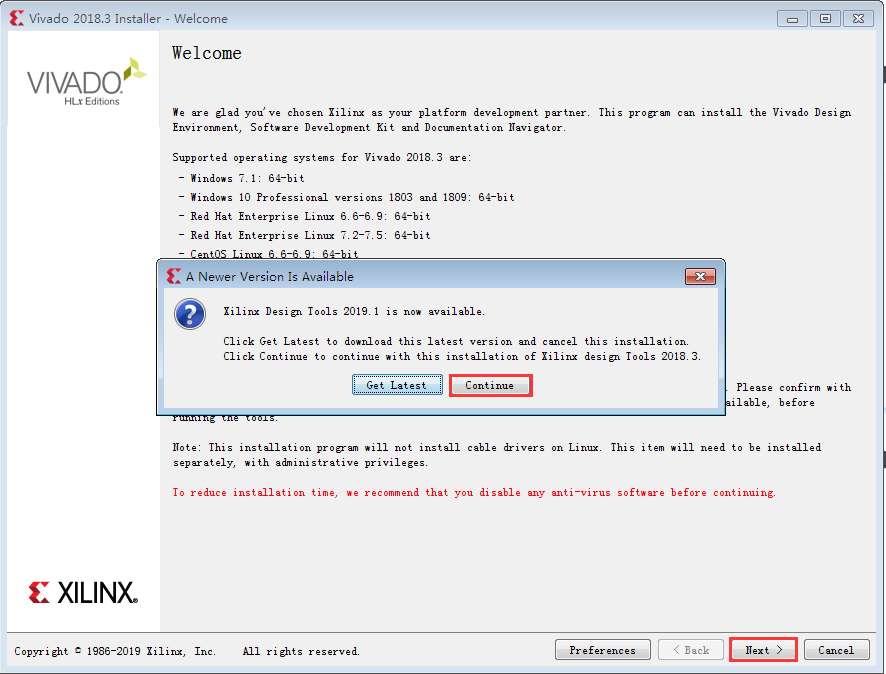 Vivado 2018.3 Installer - Welcome
VIVADO.
HLx Editions
Welcome
We are glad you've chosen Xilinx as your platform development partner. This program can install the Vivado Design
Environment, Software Development Kit and Documentation Navigator.
Supported operating systems for Vivado 2018.3 are:
- Windows 7.1: 64-bit
- Windows 10 Professional versions 1803 and 1809: 64-bit
- Red Hat Enterprise Linux 6.6-6.9: 64-bit
- Red Hat Enterprise Linux 7.2-7.5: 64-bit
- CentOS Linux 6.6-6.9: 64-bit
A Newer Version Is Available
Xilinx Design Tools 2019.1 is now available.
Click Get Latest to download this latest version and cancel this installation.
Click Continue to continue with this installation of Xilinx design Tools 2018.3.
Get Latest Continue
. Please confirm with
ailable, before
running the tools.
Note: This installation program will not install cable drivers on Linux. This item will need to be installed
separately, with administrative privileges.
To reduce installation time, we recommend that you disable any anti-virus software before continuing.
XILINX®
Copyright © 1986-2019 Xilinx, Inc. All rights reserved.
Preferences < Back Next > Cancel